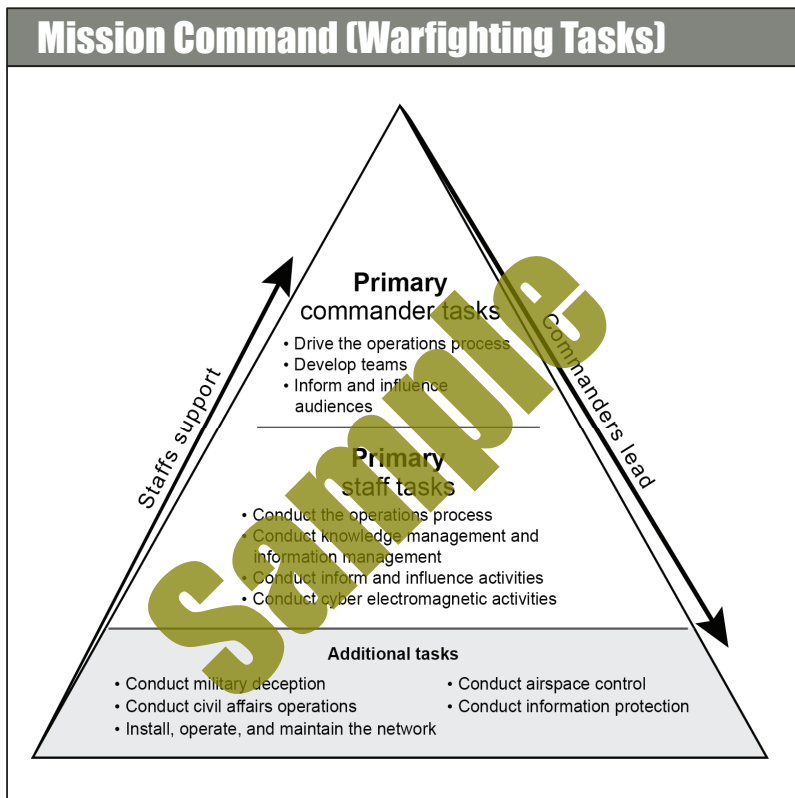 Mission Command (Warfighting Tasks)
Primary
commander tasks
• Drive the operations process
• Develop teams
• Inform and influence
audiences
Staffs support
Commanders lead
Primary
staff tasks
• Conduct the operations process
• Conduct knowledge management and
information management
• Conduct inform and influence activities
• Conduct cyber electromagnetic activities
Sample
Additional tasks
• Conduct military deception
• Conduct civil affairs operations
• Install, operate, and maintain the network
• Conduct airspace control
• Conduct information protection